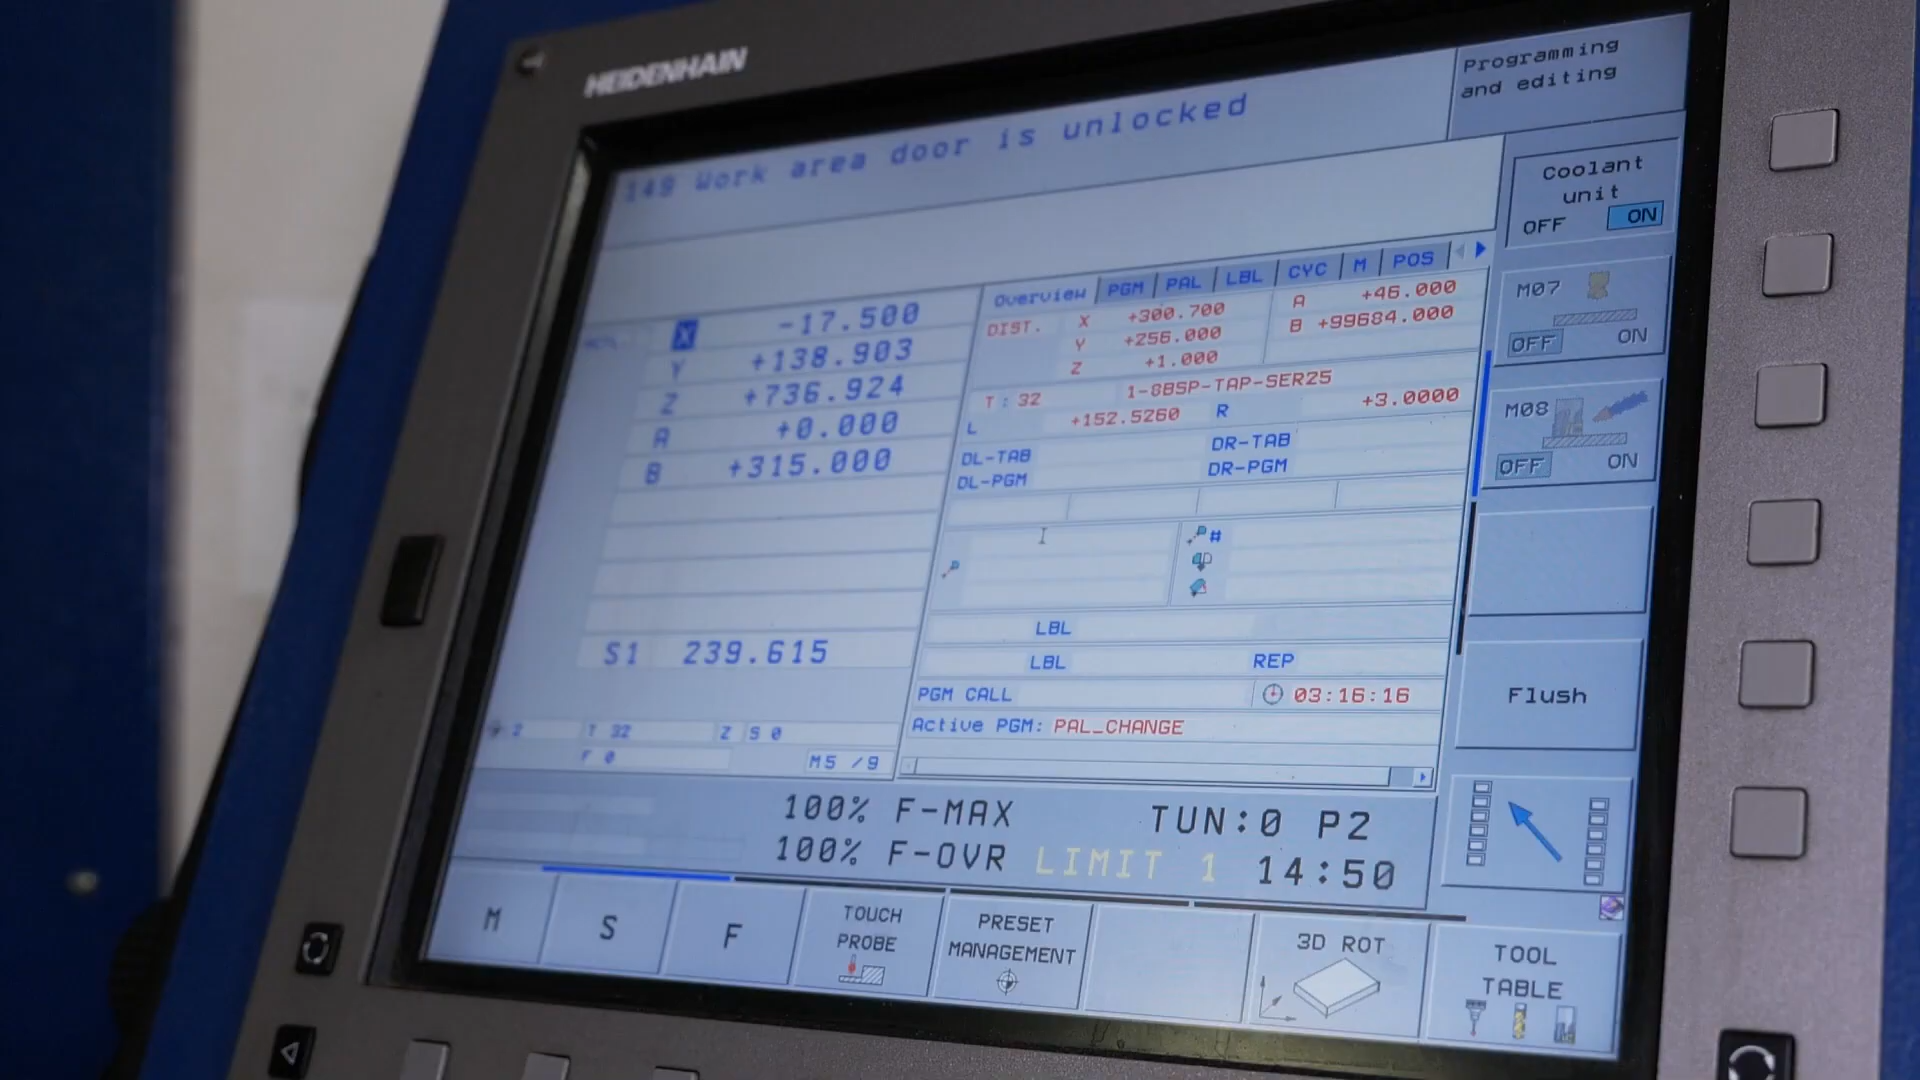 HEIDENHAIN
149 Work area door is unlocked
Programming
and editing
X -17.500
Y +138.903
Z +736.924
A +0.000
B +315.000
S1 239.615
2 T 32 Z S 0
F 0 M5 /9
Overview PGM PAL LBL CYC M POS
DIST. X +300.700 A +46.000
Y +256.000 B +99684.000
Z +1.000
T : 32 1-8BSP-TAP-SER25
L +152.5260 R +3.0000
DL-TAB DR-TAB
DL-PGM DR-PGM
#
LBL
LBL REP
PGM CALL 03:16:16
Active PGM: PAL_CHANGE
100% F-MAX TUN:0 P2
100% F-OVR LIMIT 1 14:50
Coolant
unit
OFF ON
M07
OFF ON
M08
OFF ON
Flush
M
S
F
TOUCH
PROBE
PRESET
MANAGEMENT
3D ROT
TOOL
TABLE